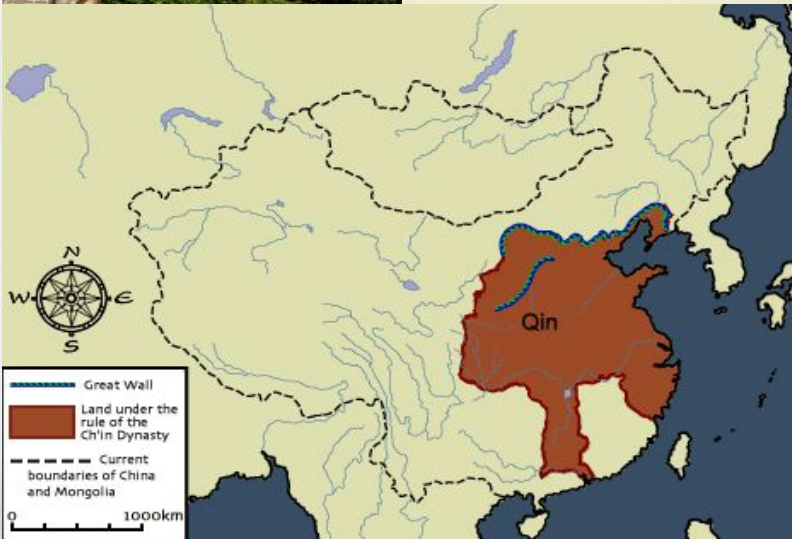 N
W E
S
Qin
Great Wall
Land under the
rule of the
Ch'in Dynasty
Current
boundaries of China
and Mongolia
0 1000km